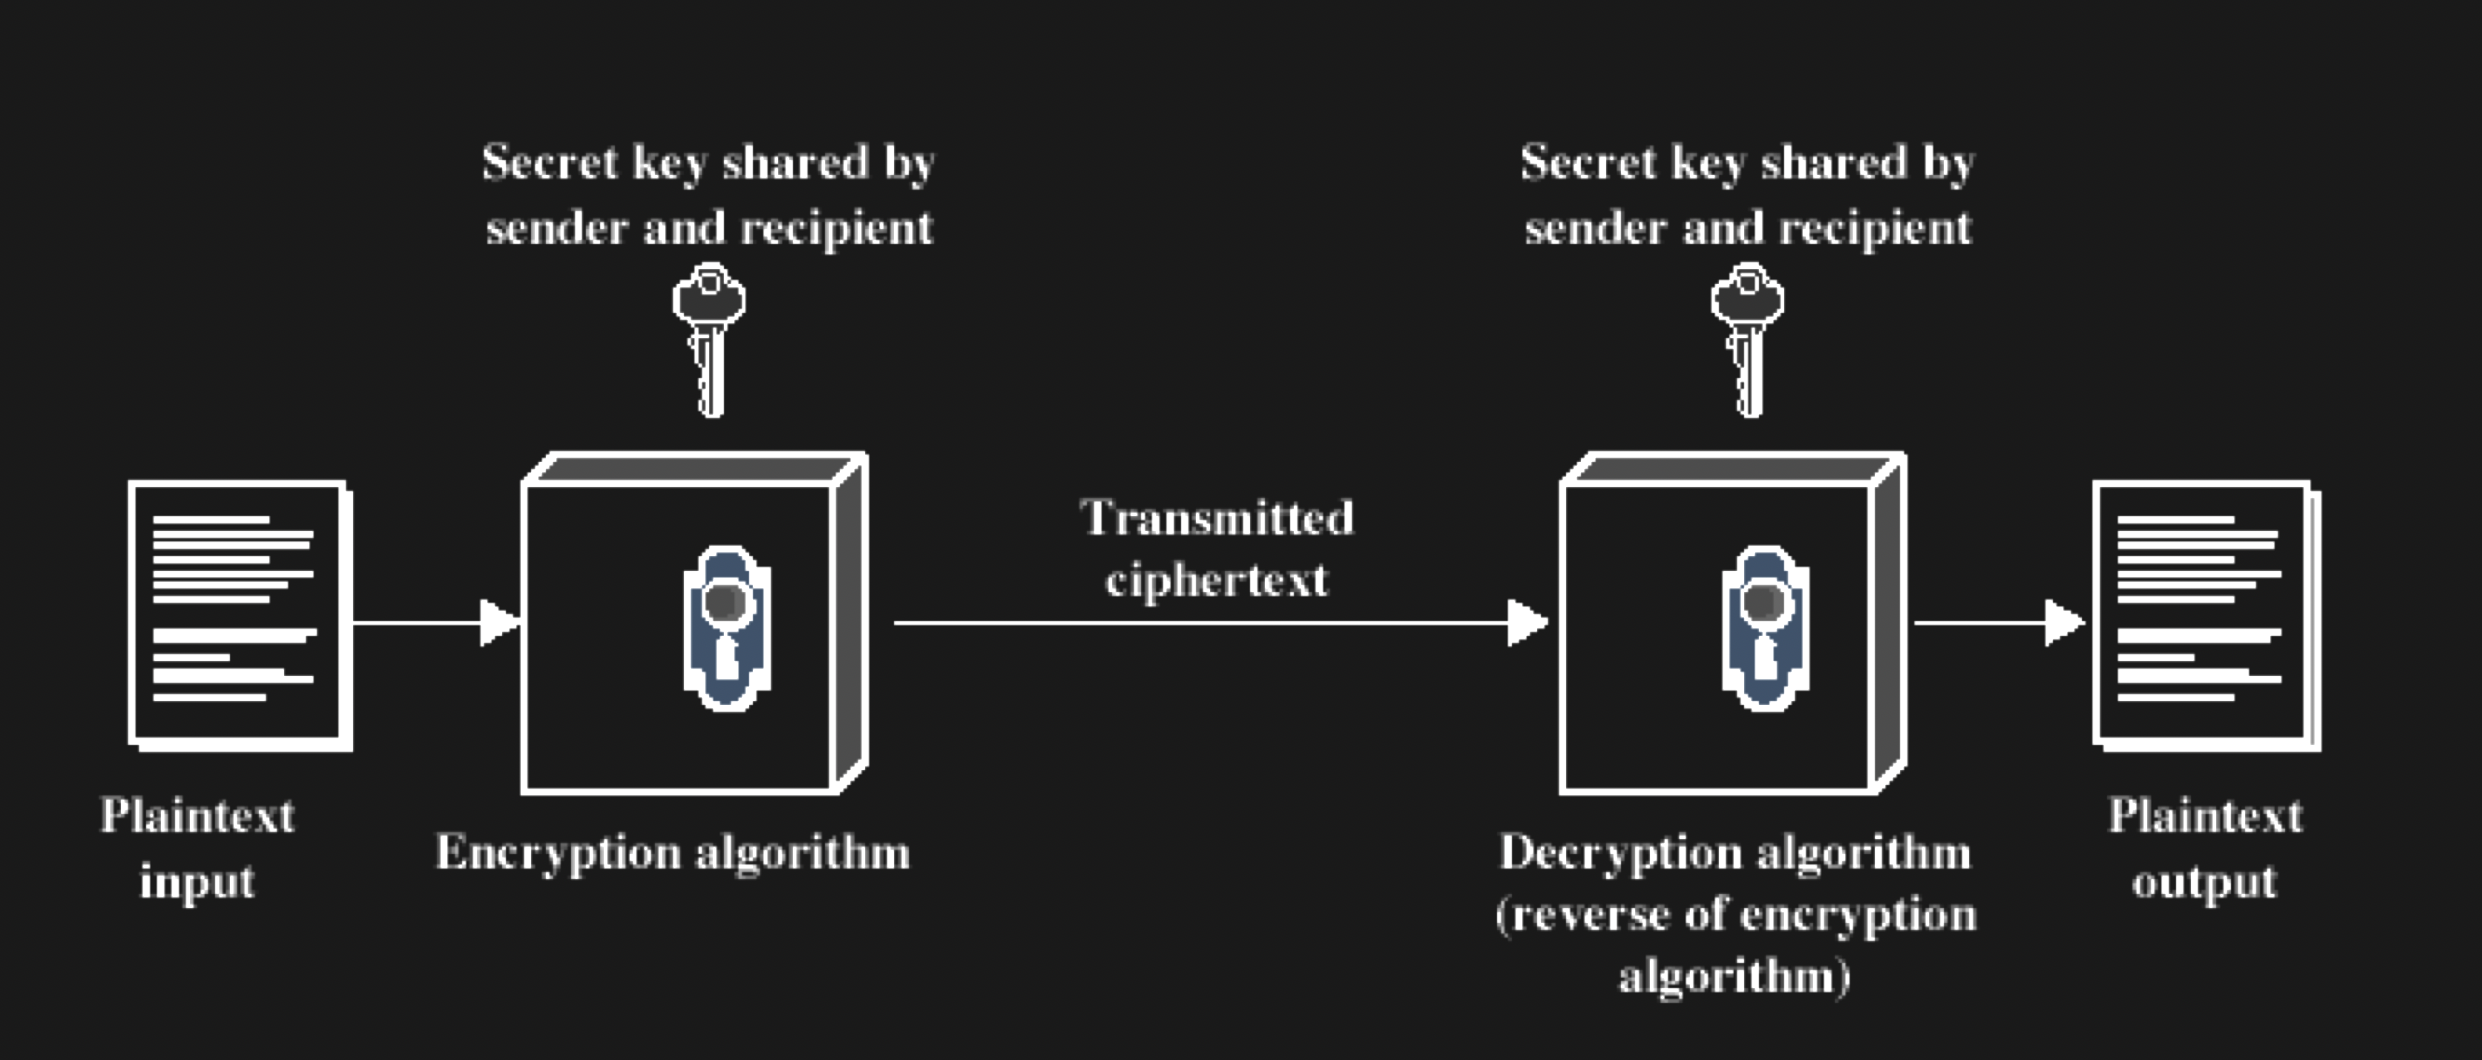 Secret key shared by
sender and recipient
Secret key shared by
sender and recipient
Transmitted
ciphertext
Plaintext
input
Encryption algorithm
Decryption algorithm
(reverse of encryption
algorithm)
Plaintext
output